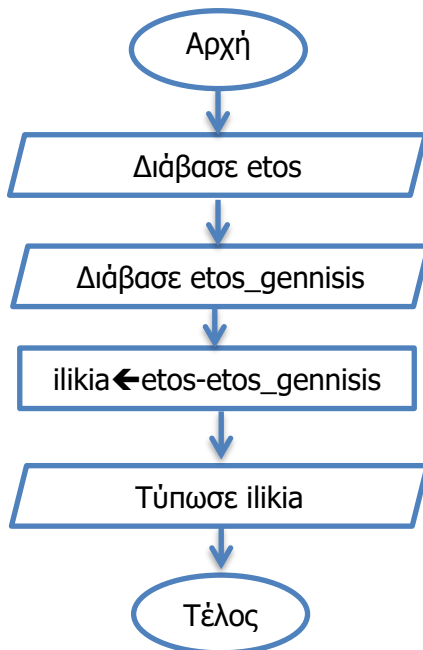 Αρχή
Διάβασε etos
Διάβασε etos_gennisis
ilikia🡸etos-etos_gennisis
Τύπωσε ilikia
Τέλος